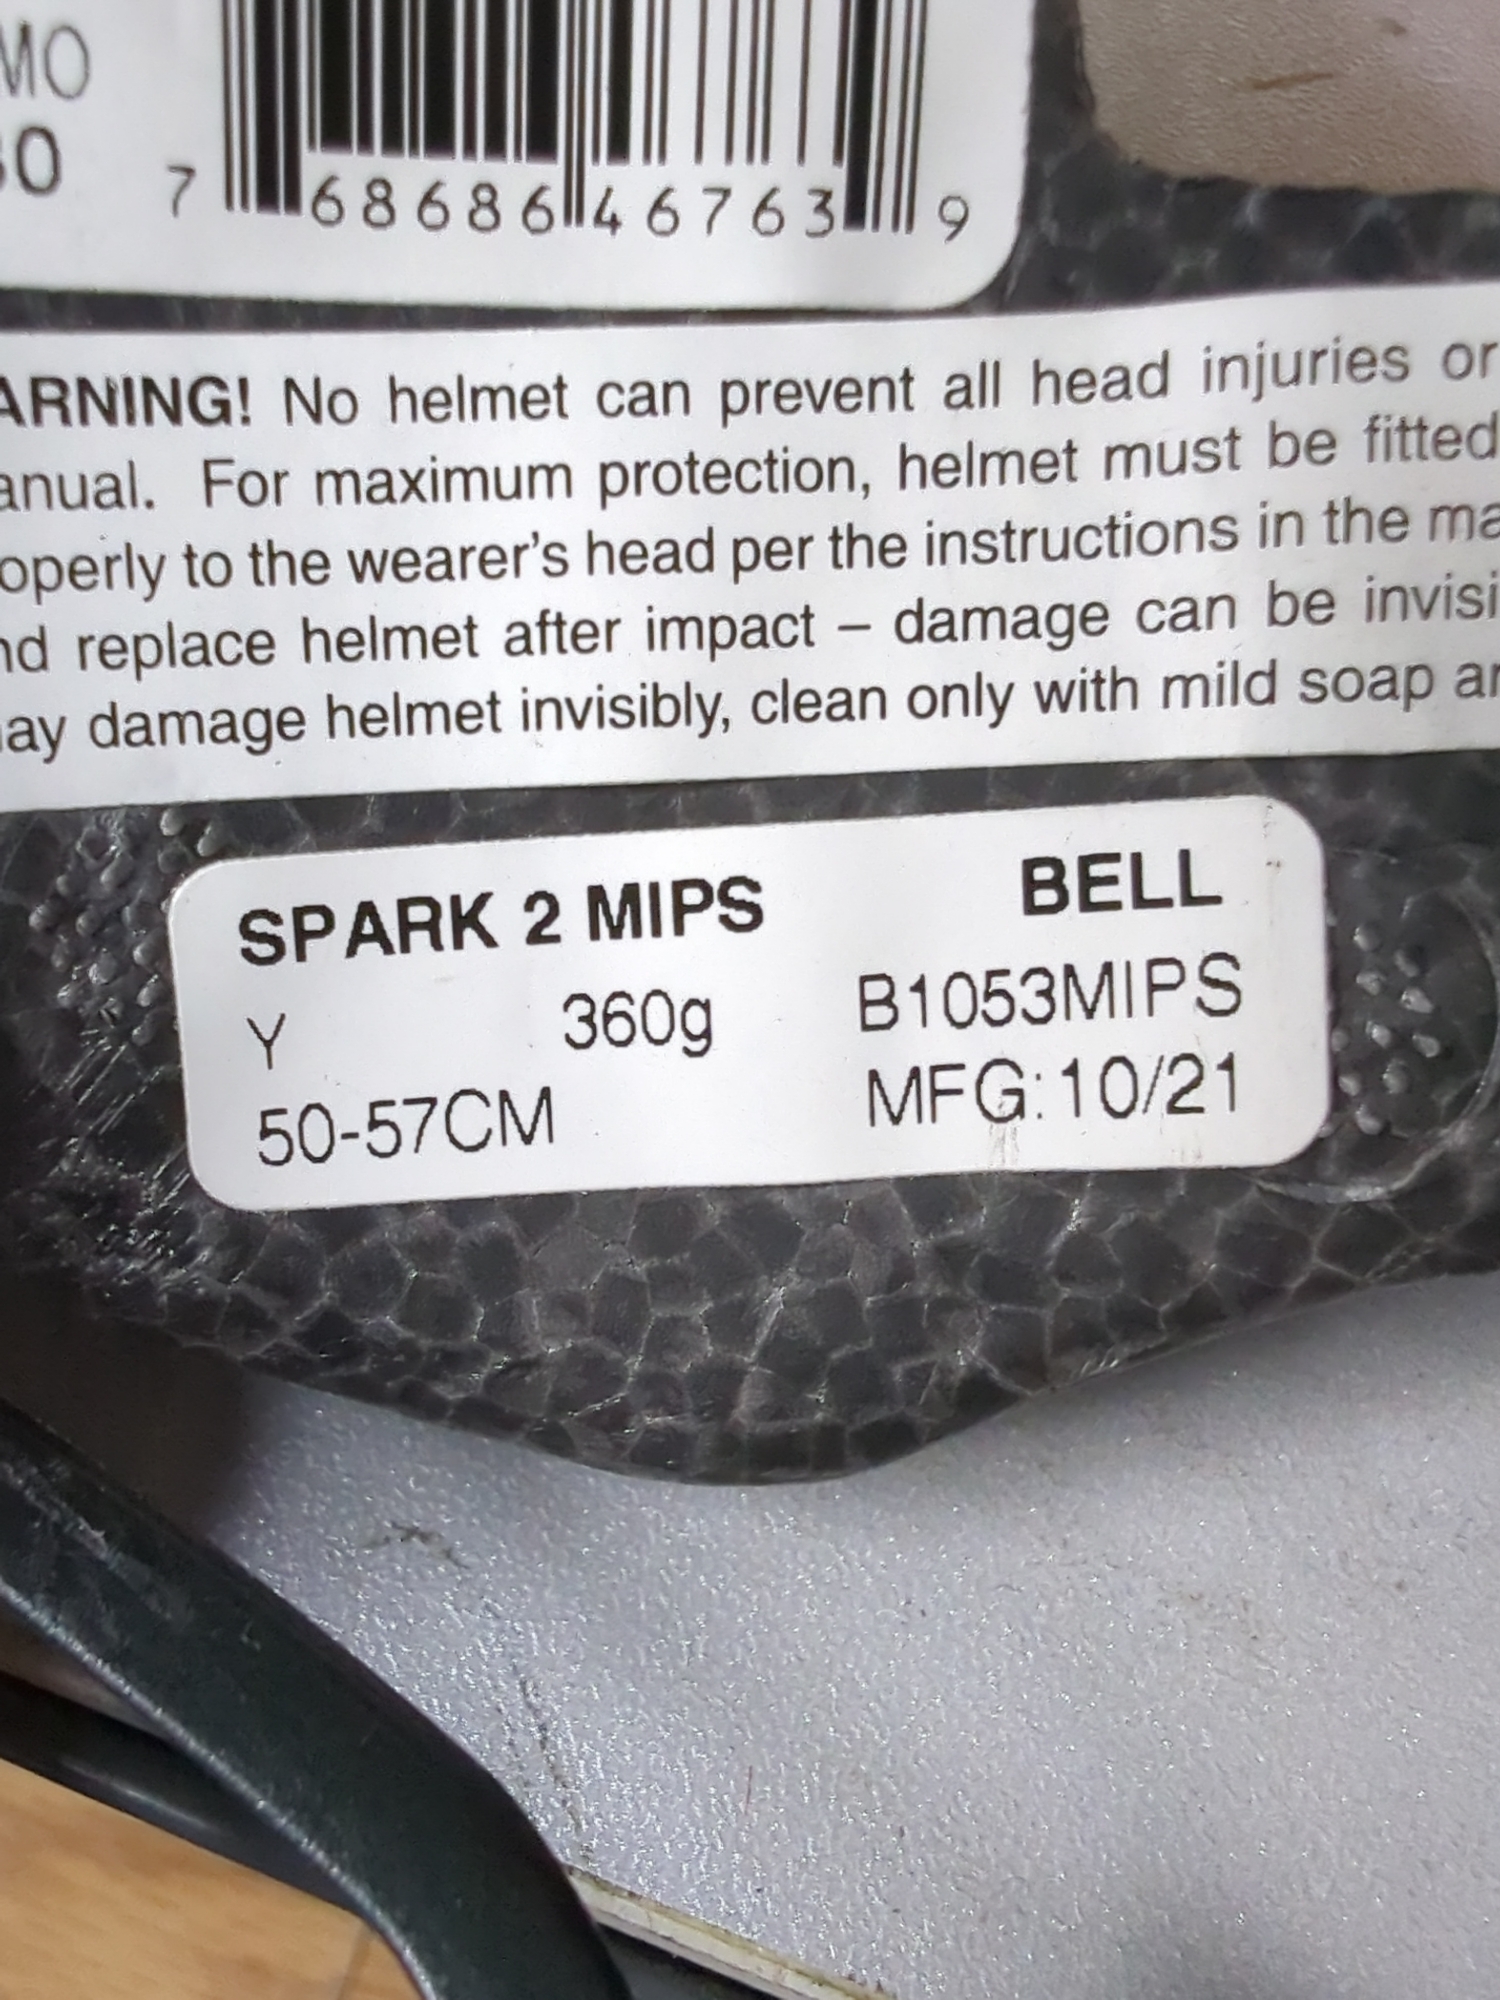 MO
0
7 68686 46763 9
ARNING! No helmet can prevent all head injuries or
anual. For maximum protection, helmet must be fitted
operly to the wearer's head per the instructions in the ma
nd replace helmet after impact – damage can be invisi
ay damage helmet invisibly, clean only with mild soap an
SPARK 2 MIPS BELL
Y 360g B1053MIPS
50-57CM MFG:10/21